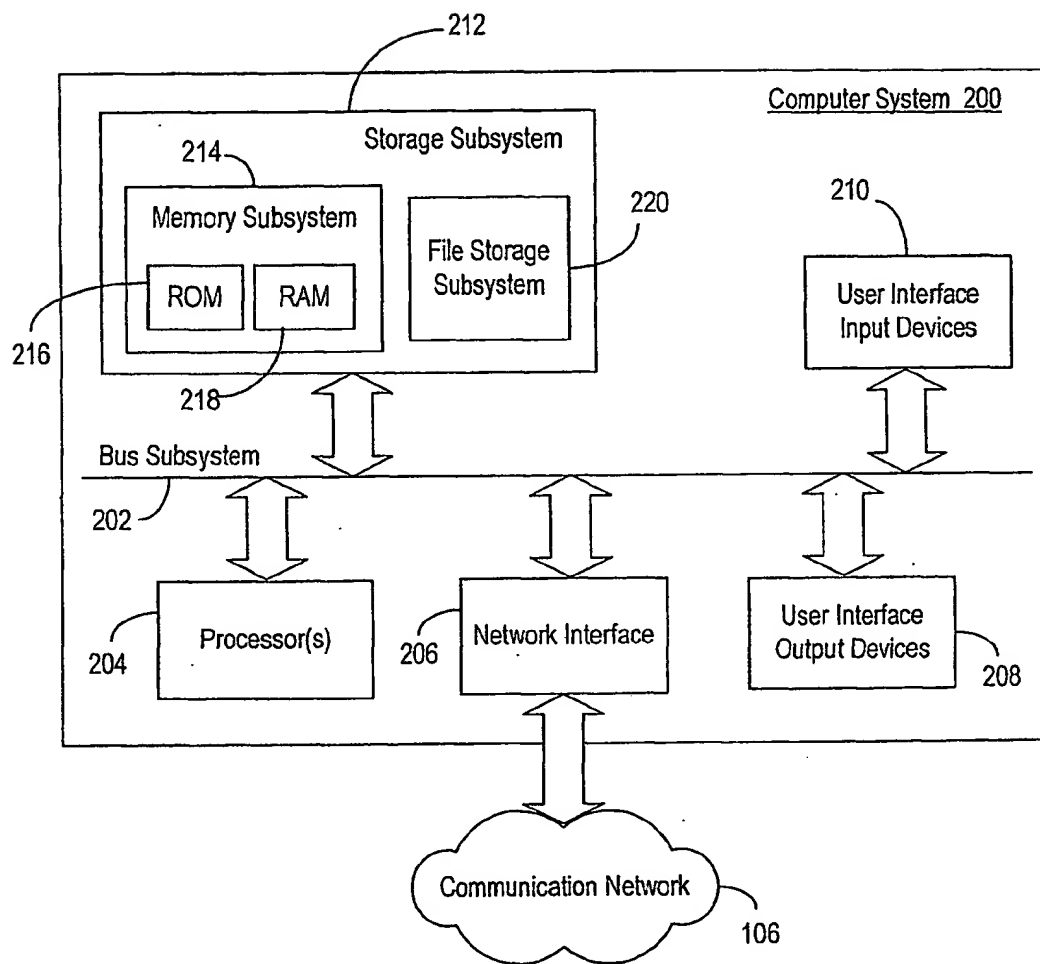 212
Computer System 200
Storage Subsystem
214
Memory Subsystem
ROM
RAM
216
218
File Storage
Subsystem
220
210
User Interface
Input Devices
Bus Subsystem
202
Processor(s)
204
Network Interface
206
User Interface
Output Devices
208
Communication Network
106